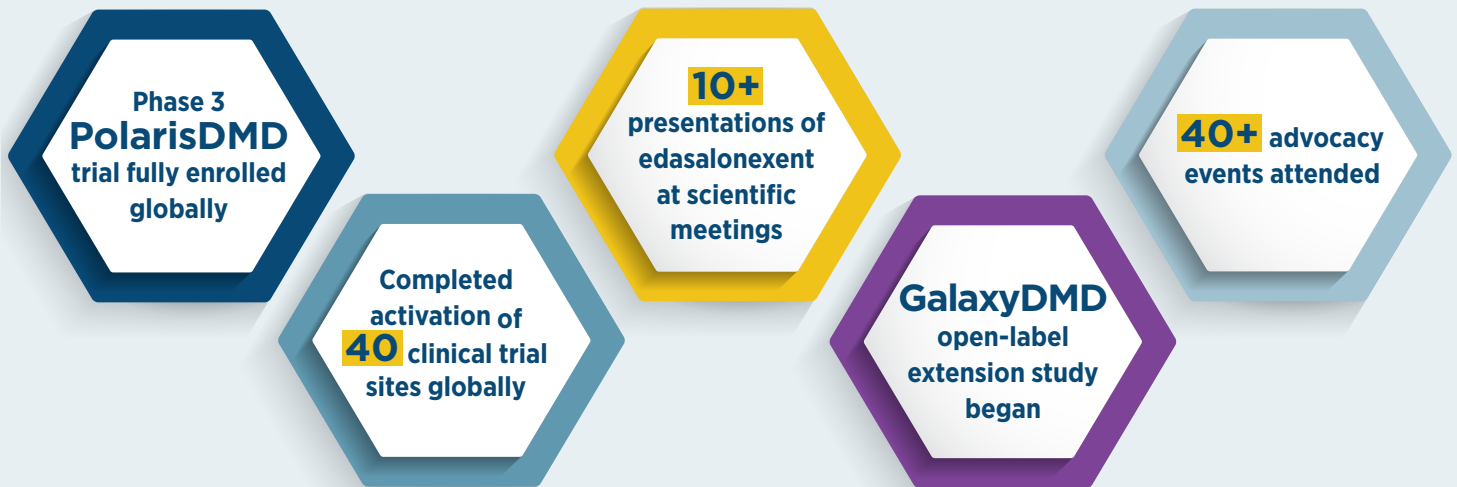 Phase 3
PolarisDMD
trial fully enrolled
globally
Completed
activation of
40 clinical trial
sites globally
10+
presentations of
edasalonexent
at scientific
meetings
GalaxyDMD
open-label
extension study
began
40+ advocacy
events attended